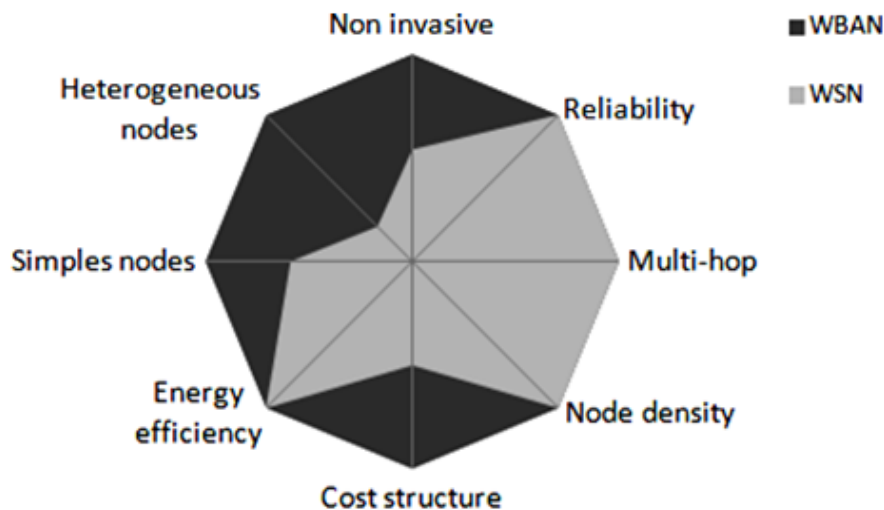 Non invasive
WBAN
WSN
Heterogeneous
nodes
Reliability
Simples nodes
Multi-hop
Energy
efficiency
Node density
Cost structure